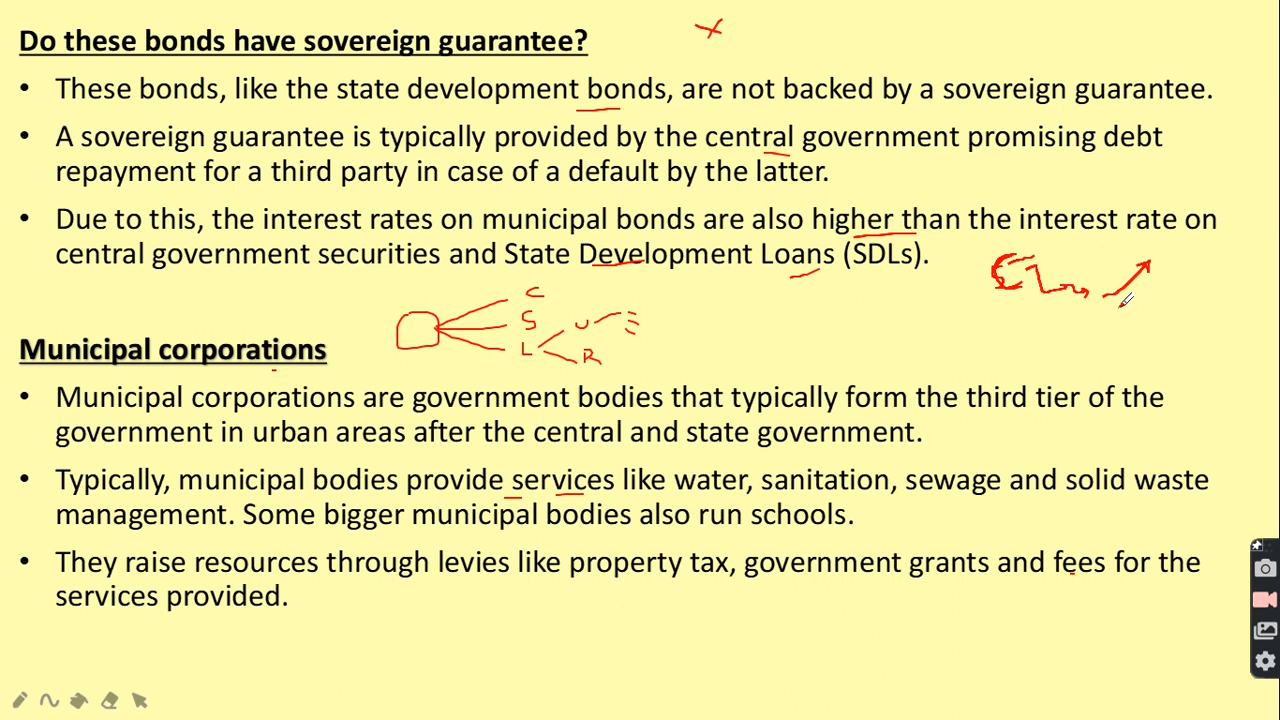 Do these bonds have sovereign guarantee?
• These bonds, like the state development bonds, are not backed by a sovereign guarantee.
• A sovereign guarantee is typically provided by the central government promising debt
repayment for a third party in case of a default by the latter.
• Due to this, the interest rates on municipal bonds are also higher than the interest rate on
central government securities and State Development Loans (SDLs).
C
S U
L R
Municipal corporations
• Municipal corporations are government bodies that typically form the third tier of the
government in urban areas after the central and state government.
• Typically, municipal bodies provide services like water, sanitation, sewage and solid waste
management. Some bigger municipal bodies also run schools.
• They raise resources through levies like property tax, government grants and fees for the
services provided.